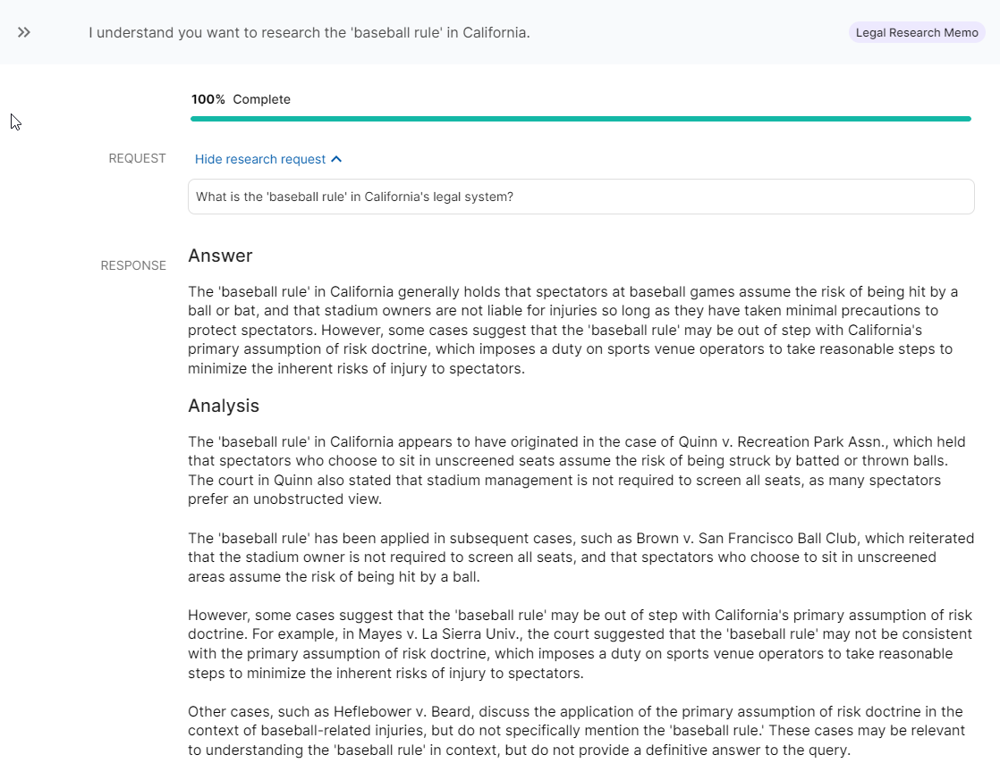 I understand you want to research the 'baseball rule' in California.
Legal Research Memo
100% Complete
REQUEST
Hide research request
What is the 'baseball rule' in California's legal system?
RESPONSE
Answer
The 'baseball rule' in California generally holds that spectators at baseball games assume the risk of being hit by a
ball or bat, and that stadium owners are not liable for injuries so long as they have taken minimal precautions to
protect spectators. However, some cases suggest that the 'baseball rule' may be out of step with California's
primary assumption of risk doctrine, which imposes a duty on sports venue operators to take reasonable steps to
minimize the inherent risks of injury to spectators.
Analysis
The 'baseball rule' in California appears to have originated in the case of Quinn v. Recreation Park Assn., which held
that spectators who choose to sit in unscreened seats assume the risk of being struck by batted or thrown balls.
The court in Quinn also stated that stadium management is not required to screen all seats, as many spectators
prefer an unobstructed view.
The 'baseball rule' has been applied in subsequent cases, such as Brown v. San Francisco Ball Club, which reiterated
that the stadium owner is not required to screen all seats, and that spectators who choose to sit in unscreened
areas assume the risk of being hit by a ball.
However, some cases suggest that the 'baseball rule' may be out of step with California's primary assumption of risk
doctrine. For example, in Mayes v. La Sierra Univ., the court suggested that the 'baseball rule' may not be consistent
with the primary assumption of risk doctrine, which imposes a duty on sports venue operators to take reasonable
steps to minimize the inherent risks of injury to spectators.
Other cases, such as Heflebower v. Beard, discuss the application of the primary assumption of risk doctrine in the
context of baseball-related injuries, but do not specifically mention the 'baseball rule.' These cases may be relevant
to understanding the 'baseball rule' in context, but do not provide a definitive answer to the query.